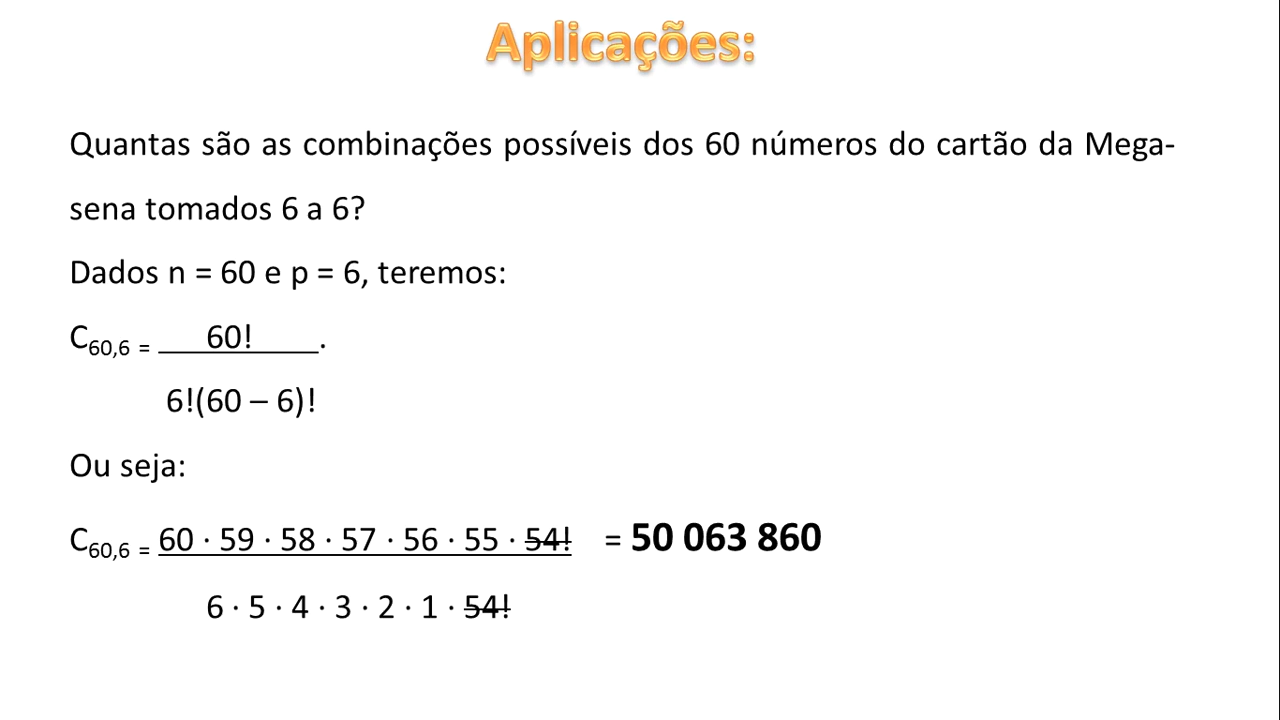 Aplicações:
Quantas são as combinações possíveis dos 60 números do cartão da Mega-
sena tomados 6 a 6?
Dados n = 60 e p = 6, teremos:
C60,6 = 60! .
6!(60 – 6)!
Ou seja:
C60,6 = 60 · 59 · 58 · 57 · 56 · 55 · 54! = 50 063 860
6 · 5 · 4 · 3 · 2 · 1 · 54!